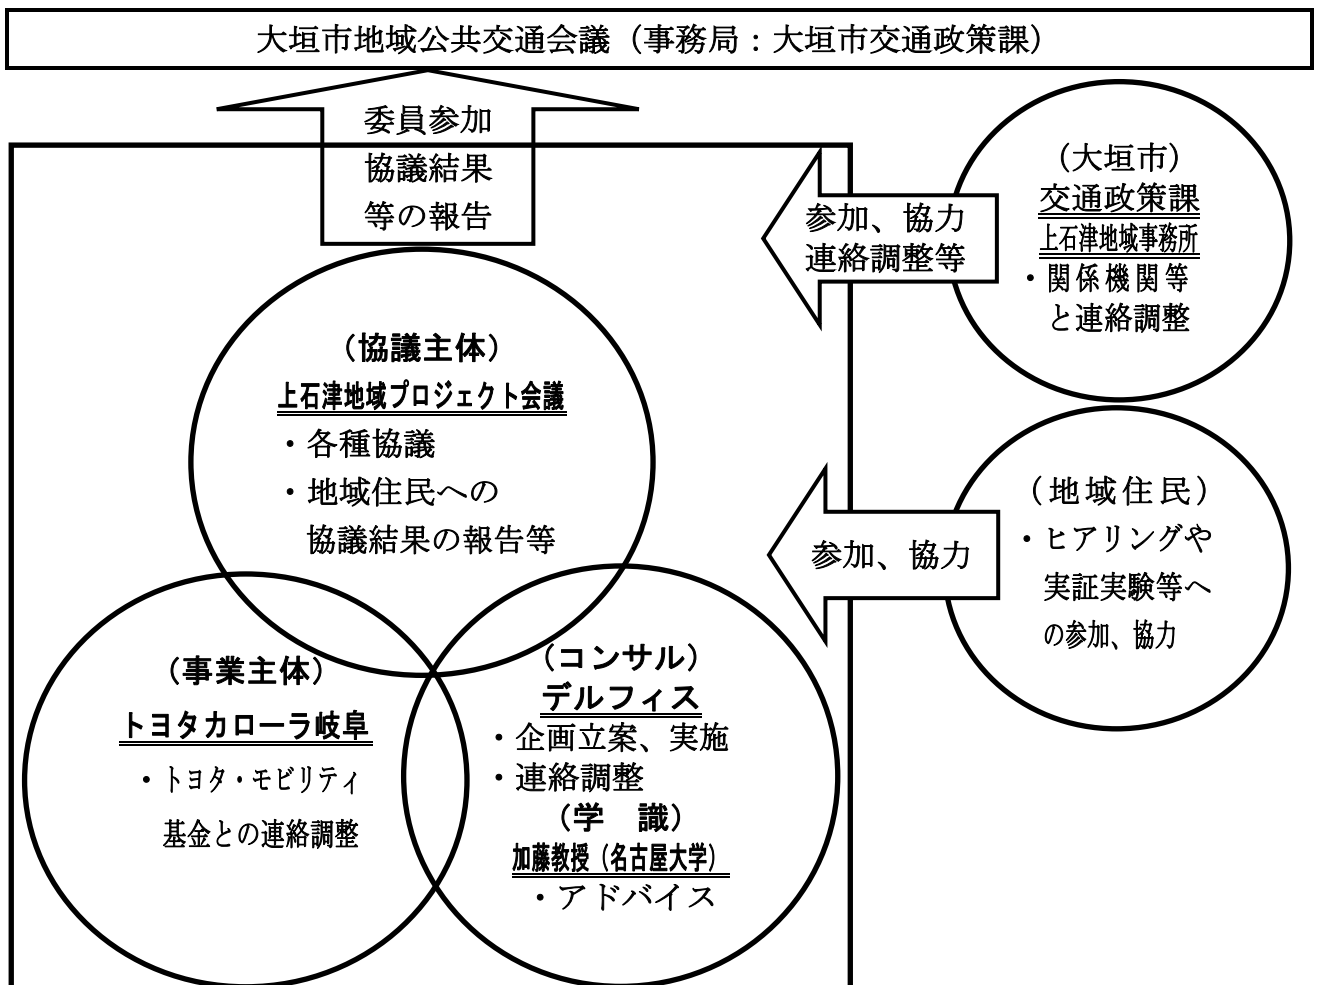 大垣市地域公共交通会議（事務局：大垣市交通政策課）
委員参加
協議結果
等の報告
参加、協力
連絡調整等
（大垣市）
交通政策課
上石津地域事務所
・関係機関等
と連絡調整
（協議主体）
上石津地域プロジェクト会議
・各種協議
・地域住民への
協議結果の報告等
参加、協力
（地域住民）
・ヒアリングや
実証実験等へ
の参加、協力
（事業主体）
トヨタカローラ岐阜
・トヨタ・モビリティ
基金との連絡調整
（コンサル）
デルフィス
・企画立案、実施
・連絡調整
（学　識）
加藤教授（名古屋大学）
・アドバイス